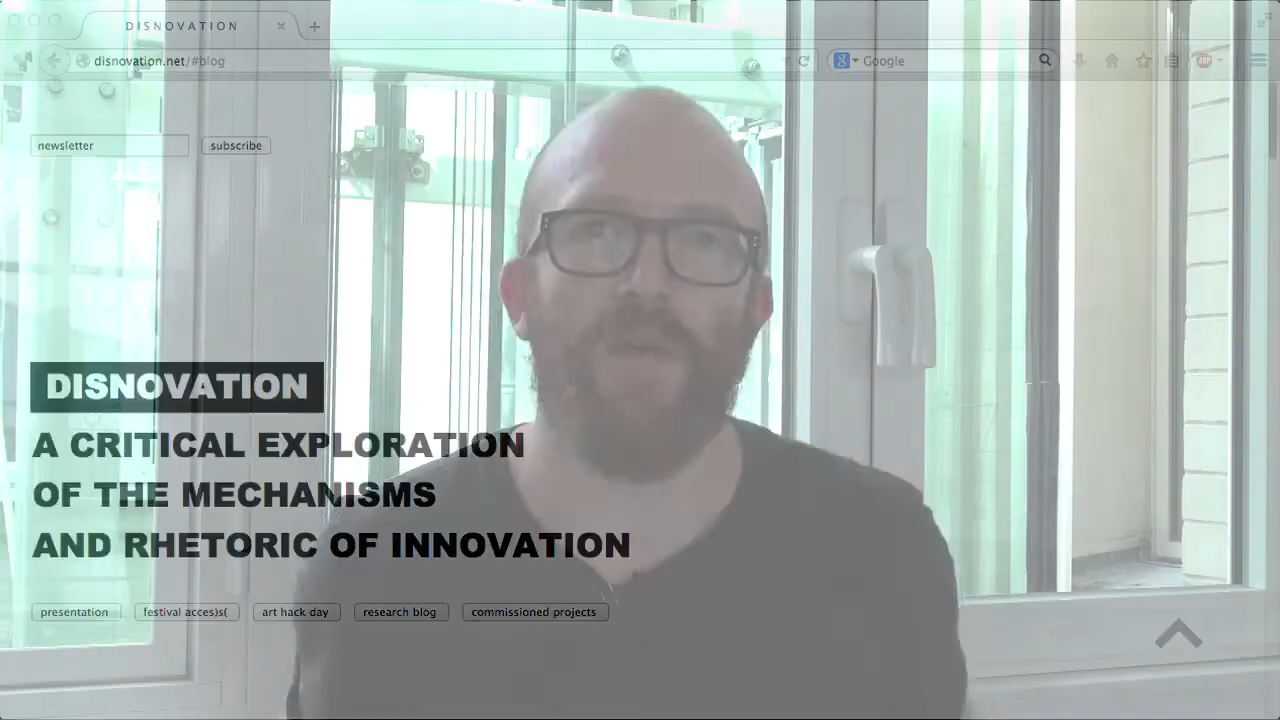 DISNOVATION
disnovation.net/#blog
Google
ABP
newsletter
subscribe
DISNOVATION
A CRITICAL EXPLORATION
OF THE MECHANISMS
AND RHETORIC OF INNOVATION
presentation
festival acces)s(
art hack day
research blog
commissioned projects